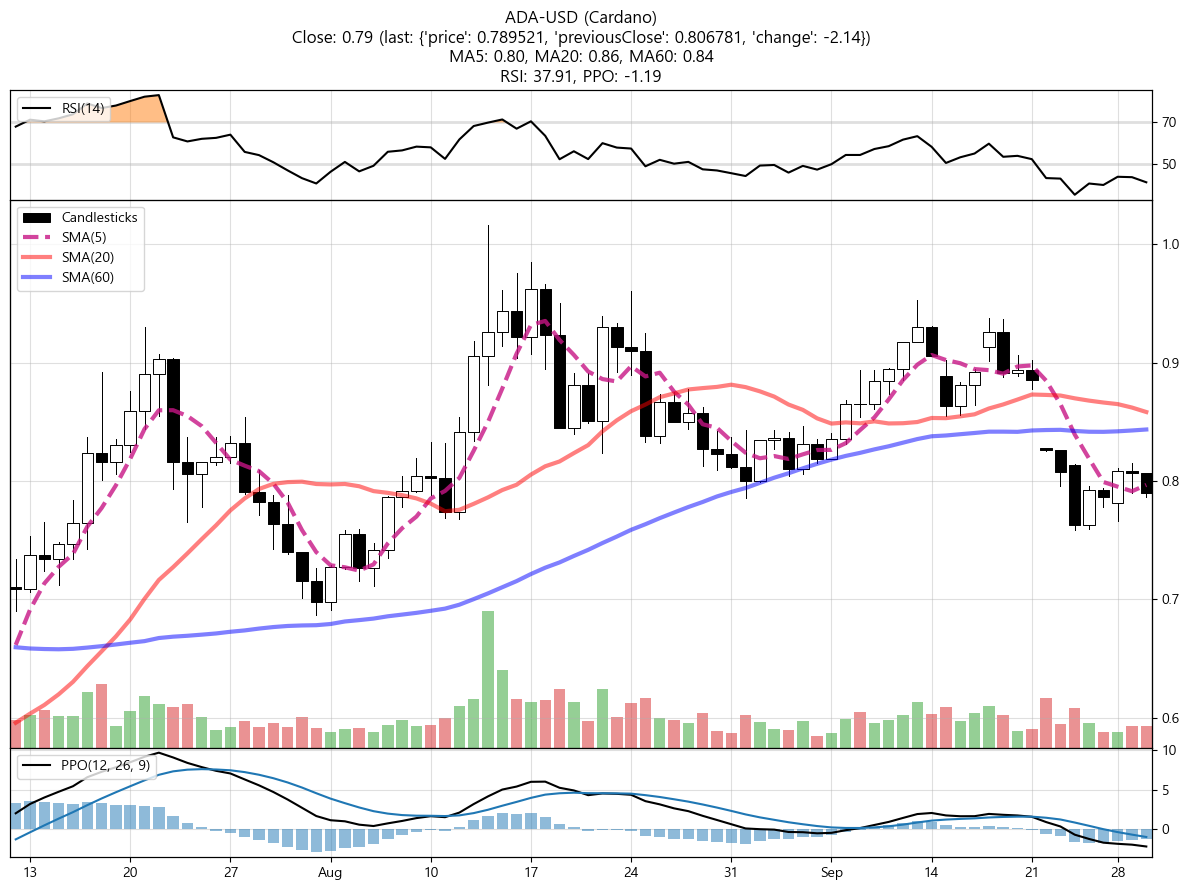 ADA-USD (Cardano)
Close: 0.79 (last: {'price': 0.789521, 'previousClose': 0.806781, 'change': -2.14})
MA5: 0.80, MA20: 0.86, MA60: 0.84
RSI: 37.91, PPO: -1.19
RSI(14)
70
50
Candlesticks
SMA(5)
SMA(20)
SMA(60)
1.0
0.9
0.8
0.7
0.6
PPO(12, 26, 9)
10
5
0
13 20 27 Aug 10 17 24 31 Sep 14 21 28